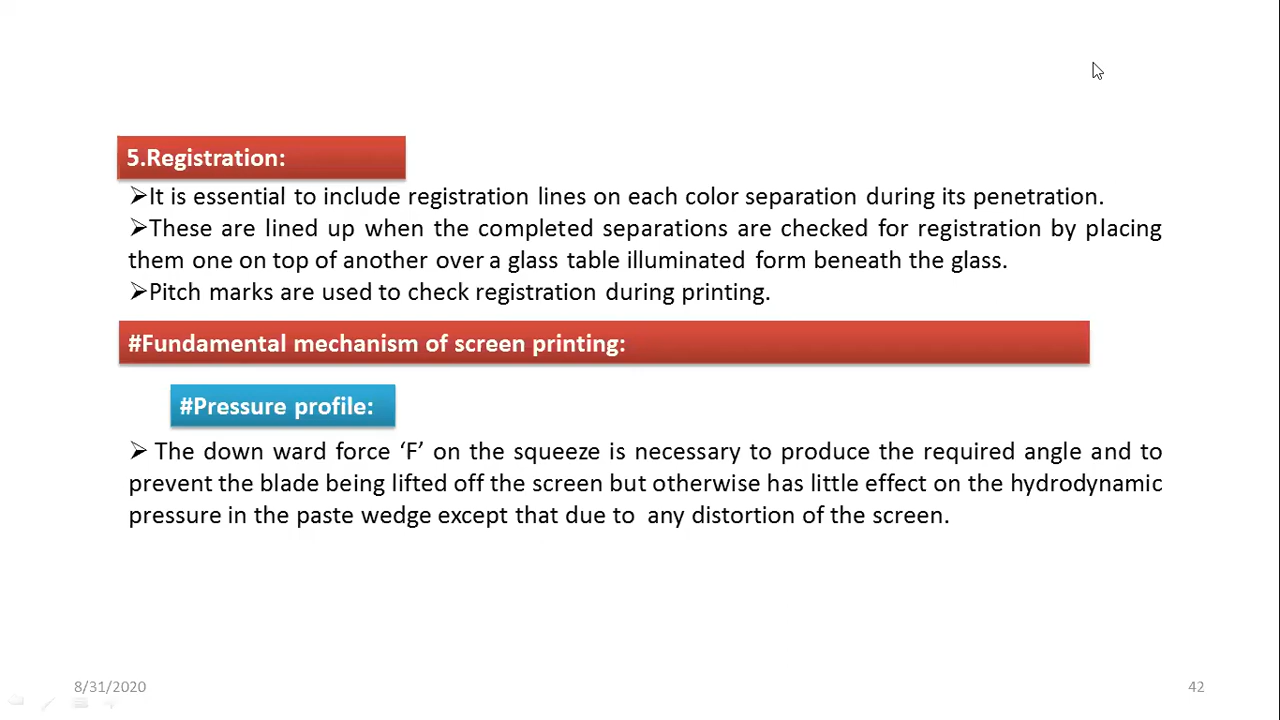 5.Registration:
➢It is essential to include registration lines on each color separation during its penetration.
➢These are lined up when the completed separations are checked for registration by placing
them one on top of another over a glass table illuminated form beneath the glass.
➢Pitch marks are used to check registration during printing.
#Fundamental mechanism of screen printing:
#Pressure profile:
➢ The down ward force ‘F’ on the squeeze is necessary to produce the required angle and to
prevent the blade being lifted off the screen but otherwise has little effect on the hydrodynamic
pressure in the paste wedge except that due to any distortion of the screen.
8/31/2020
42